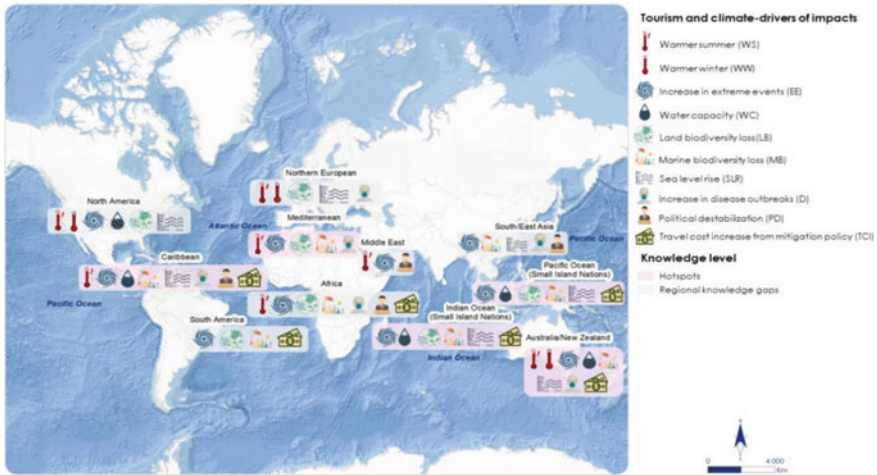 Tourism and climate-drivers of impacts
Warmer summer (WS)
Warmer winter (WW)
Increase in extreme events (EE)
Water capacity (WC)
Land biodiversity loss(LB)
Marine biodiversity loss (MB)
Sea level rise (SLR)
Increase in disease outbreaks (D)
Political destabilization (PD)
Travel cost increase from mitigation policy (TCI)
Knowledge level
Hotspots
Regional knowledge gaps
Northern European
North America
Atlantic Ocean
Mediterranean
Middle East
South/East Asia
Pacific Ocean
Caribbean
Pacific Ocean
(Small Island Nations)
Africa
Pacific Ocean
Indian Ocean
(Small Island Nations)
South America
Australia/New Zealand
Indian Ocean
0
4 000
Km